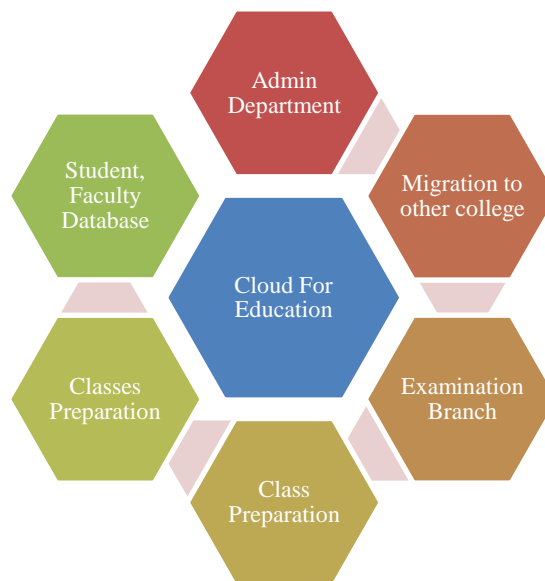 Admin
Department
Student,
Faculty
Database
Migration to
other college
Cloud For
Education
Classes
Preparation
Examination
Branch
Class
Preparation